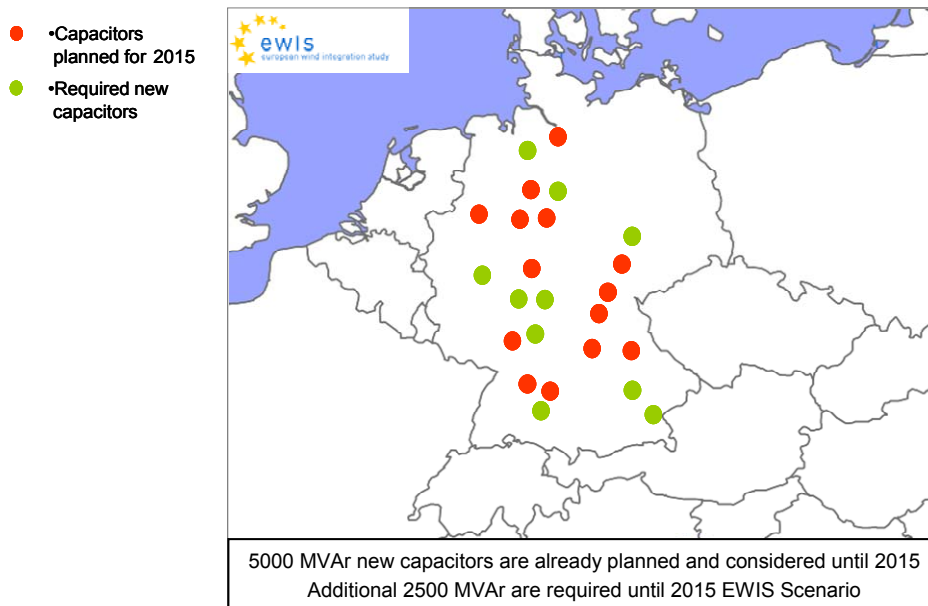 •Capacitors
planned for 2015
•Required new
capacitors
ewis
european wind integration study
5000 MVAr new capacitors are already planned and considered until 2015
Additional 2500 MVAr are required until 2015 EWIS Scenario